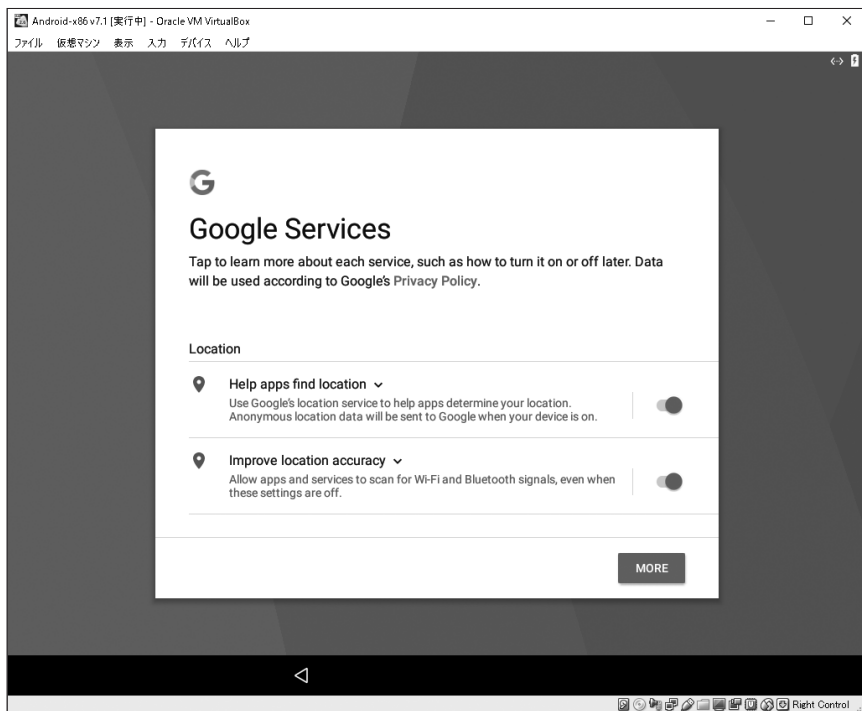 Android-x86 v7.1 [実行中] - Oracle VM VirtualBox
ファイル 仮想マシン 表示 入力 デバイス ヘルプ
G
Google Services
Tap to learn more about each service, such as how to turn it on or off later. Data
will be used according to Google's Privacy Policy.
Location
Help apps find location
Use Google's location service to help apps determine your location.
Anonymous location data will be sent to Google when your device is on.
Improve location accuracy
Allow apps and services to scan for Wi-Fi and Bluetooth signals, even when
these settings are off.
MORE
Right Control